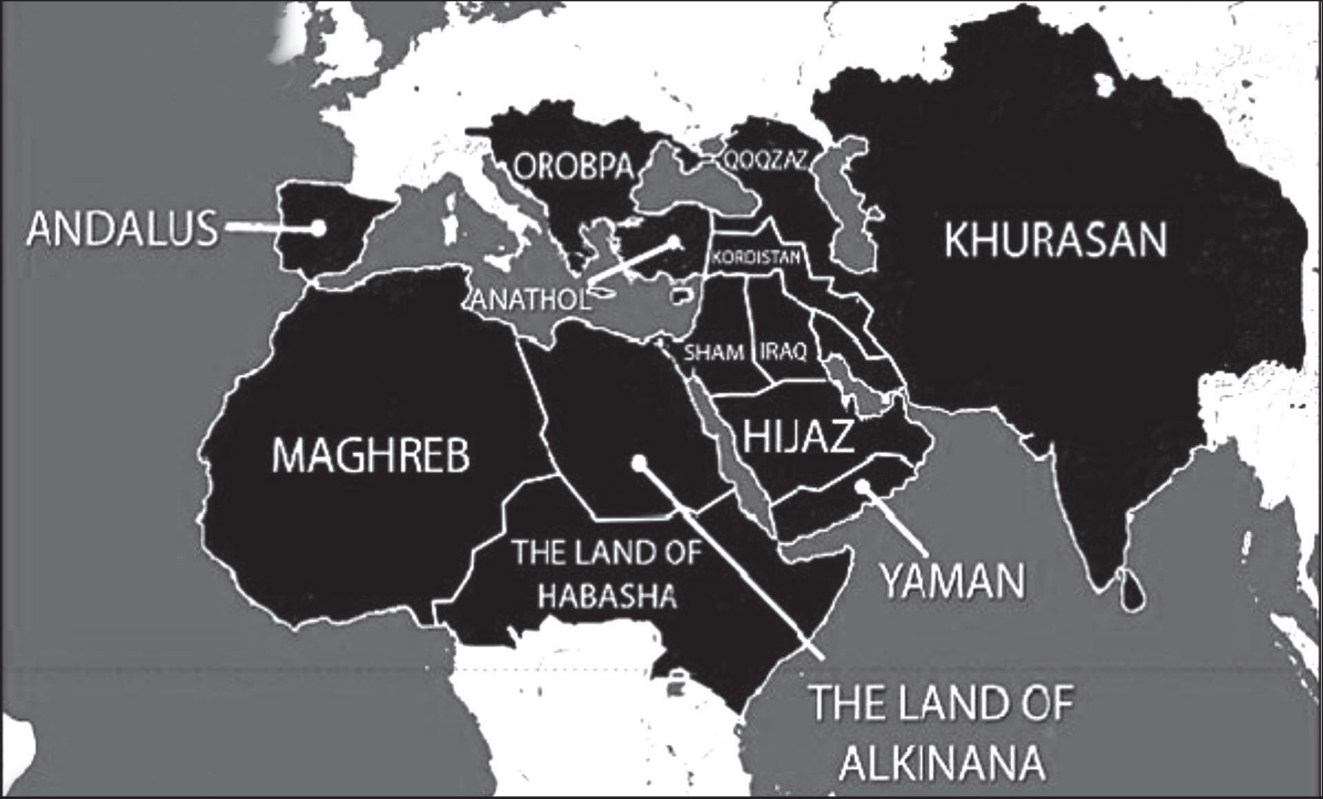 OROBPA
QOQZAZ
ANDALUS
KHURASAN
KORDISTAN
ANATHOL
SHAM
IRAQ
HIJAZ
MAGHREB
THE LAND OF
HABASHA
YAMAN
THE LAND OF
ALKINANA